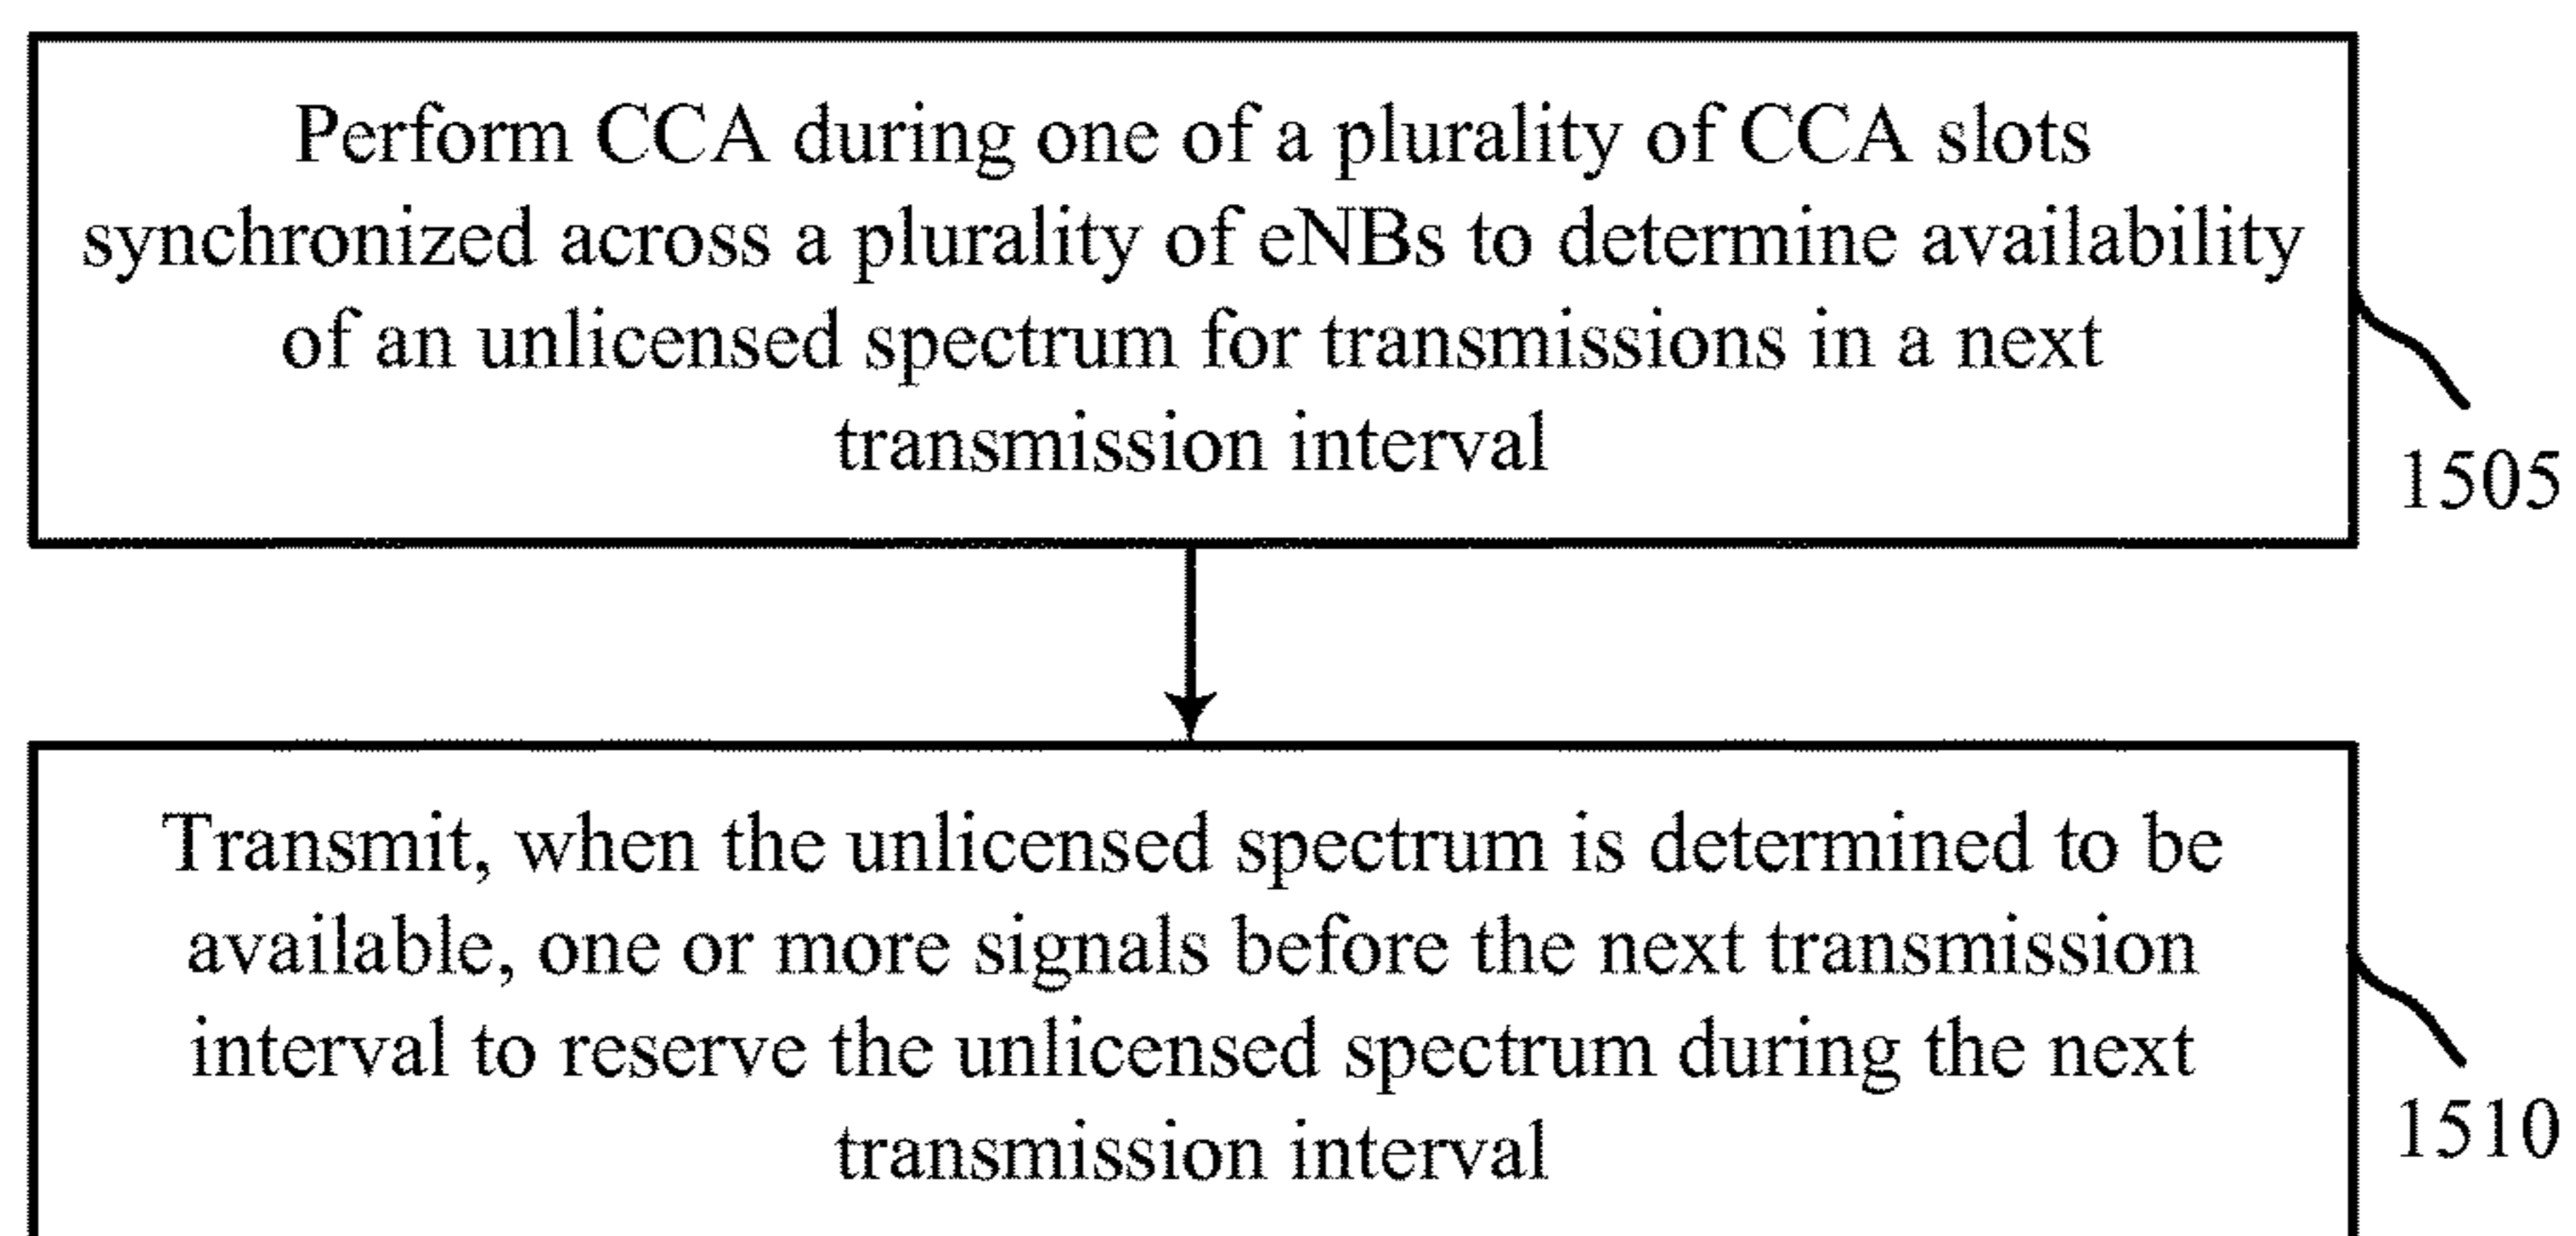 Perform CCA during one of a plurality of CCA slots
synchronized across a plurality of eNBs to determine availability
of an unlicensed spectrum for transmissions in a next
transmission interval
1505
Transmit, when the unlicensed spectrum is determined to be
available, one or more signals before the next transmission
interval to reserve the unlicensed spectrum during the next
transmission interval
1510